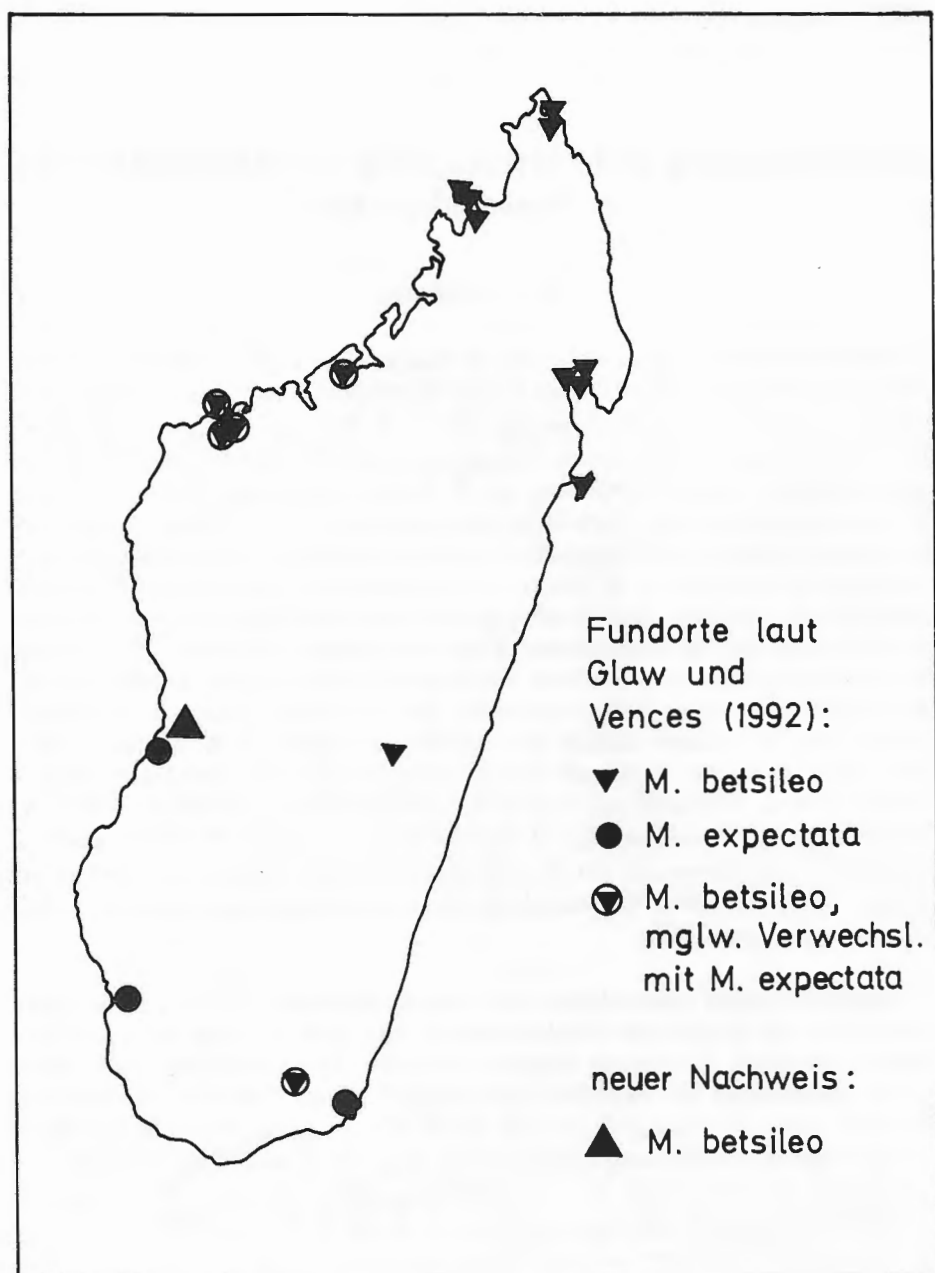 Fundorte laut
Glaw und
Vences (1992):
M. betsileo
M. expectata
M. betsileo,
mglw. Verwechsl.
mit M. expectata
neuer Nachweis:
M. betsileo